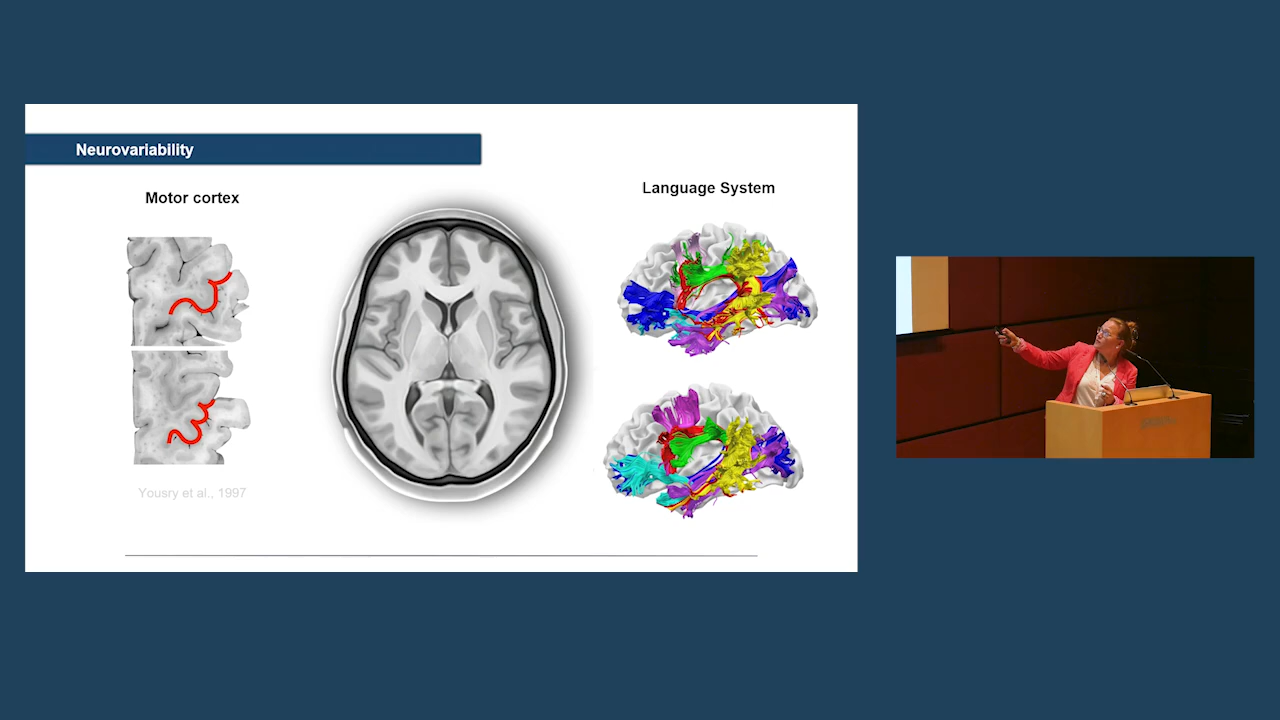 Neurovariability
Motor cortex
Language System
Yousry et al., 1997